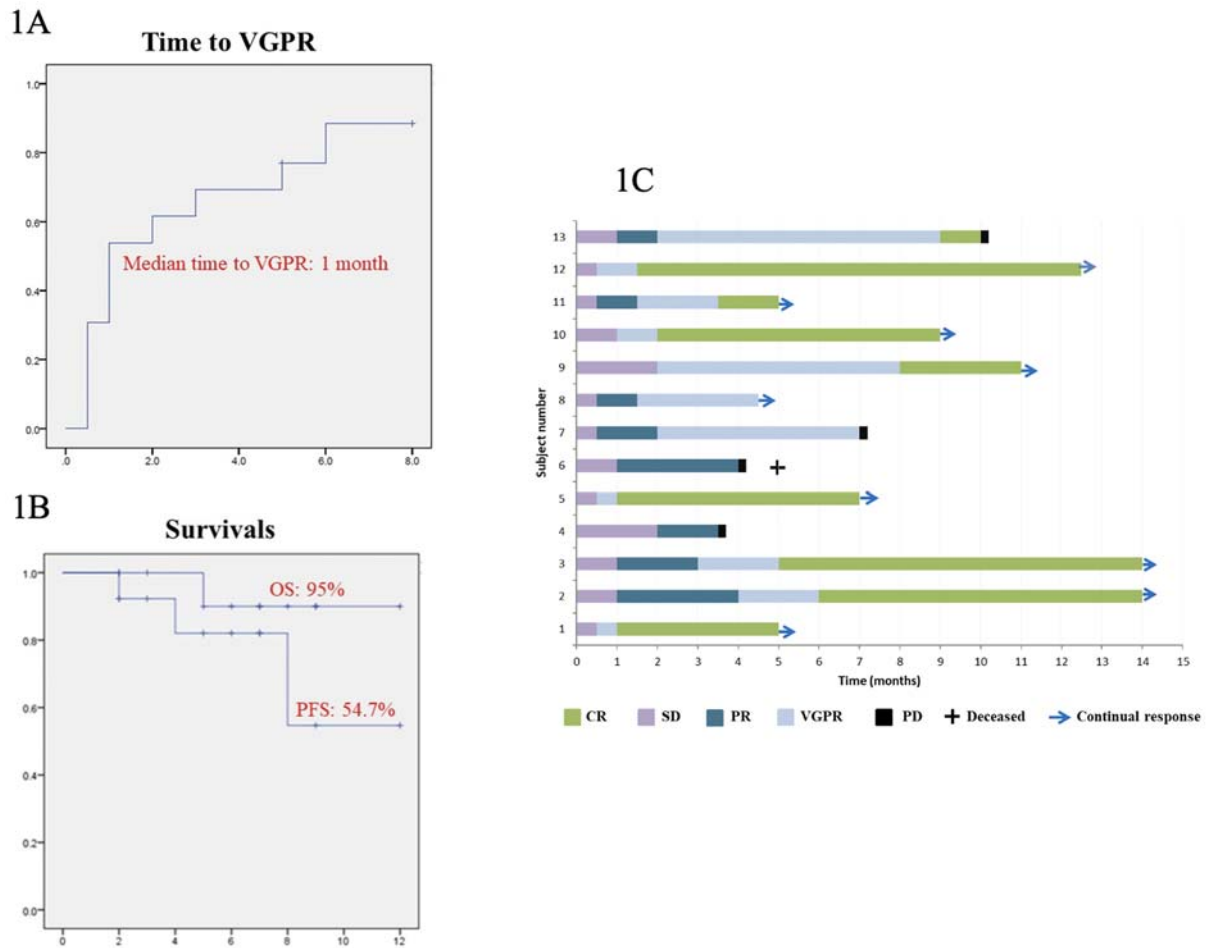 1A
Time to VGPR
1.0
0.8
0.6
0.4
0.2
0.0
Median time to VGPR: 1 month
.0 2.0 4.0 6.0 8.0
1B
Survivals
1.0
0.8
0.6
0.4
0.2
0.0
OS: 95%
PFS: 54.7%
0 2 4 6 8 10 12
1C
Subject number
13
12
11
10
9
8
7
6
5
4
3
2
1
0 1 2 3 4 5 6 7 8 9 10 11 12 13 14 15
Time (months)
CR SD PR VGPR PD Deceased Continual response